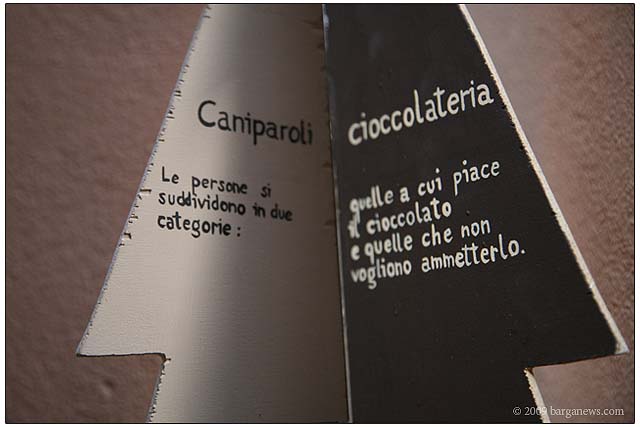 Caniparoli
Le persone si
suddividono in due
categorie :
cioccolateria
quelle a cui piace
il cioccolato
e quelle che non
vogliono ammetterlo.
© 2009 barganews.com